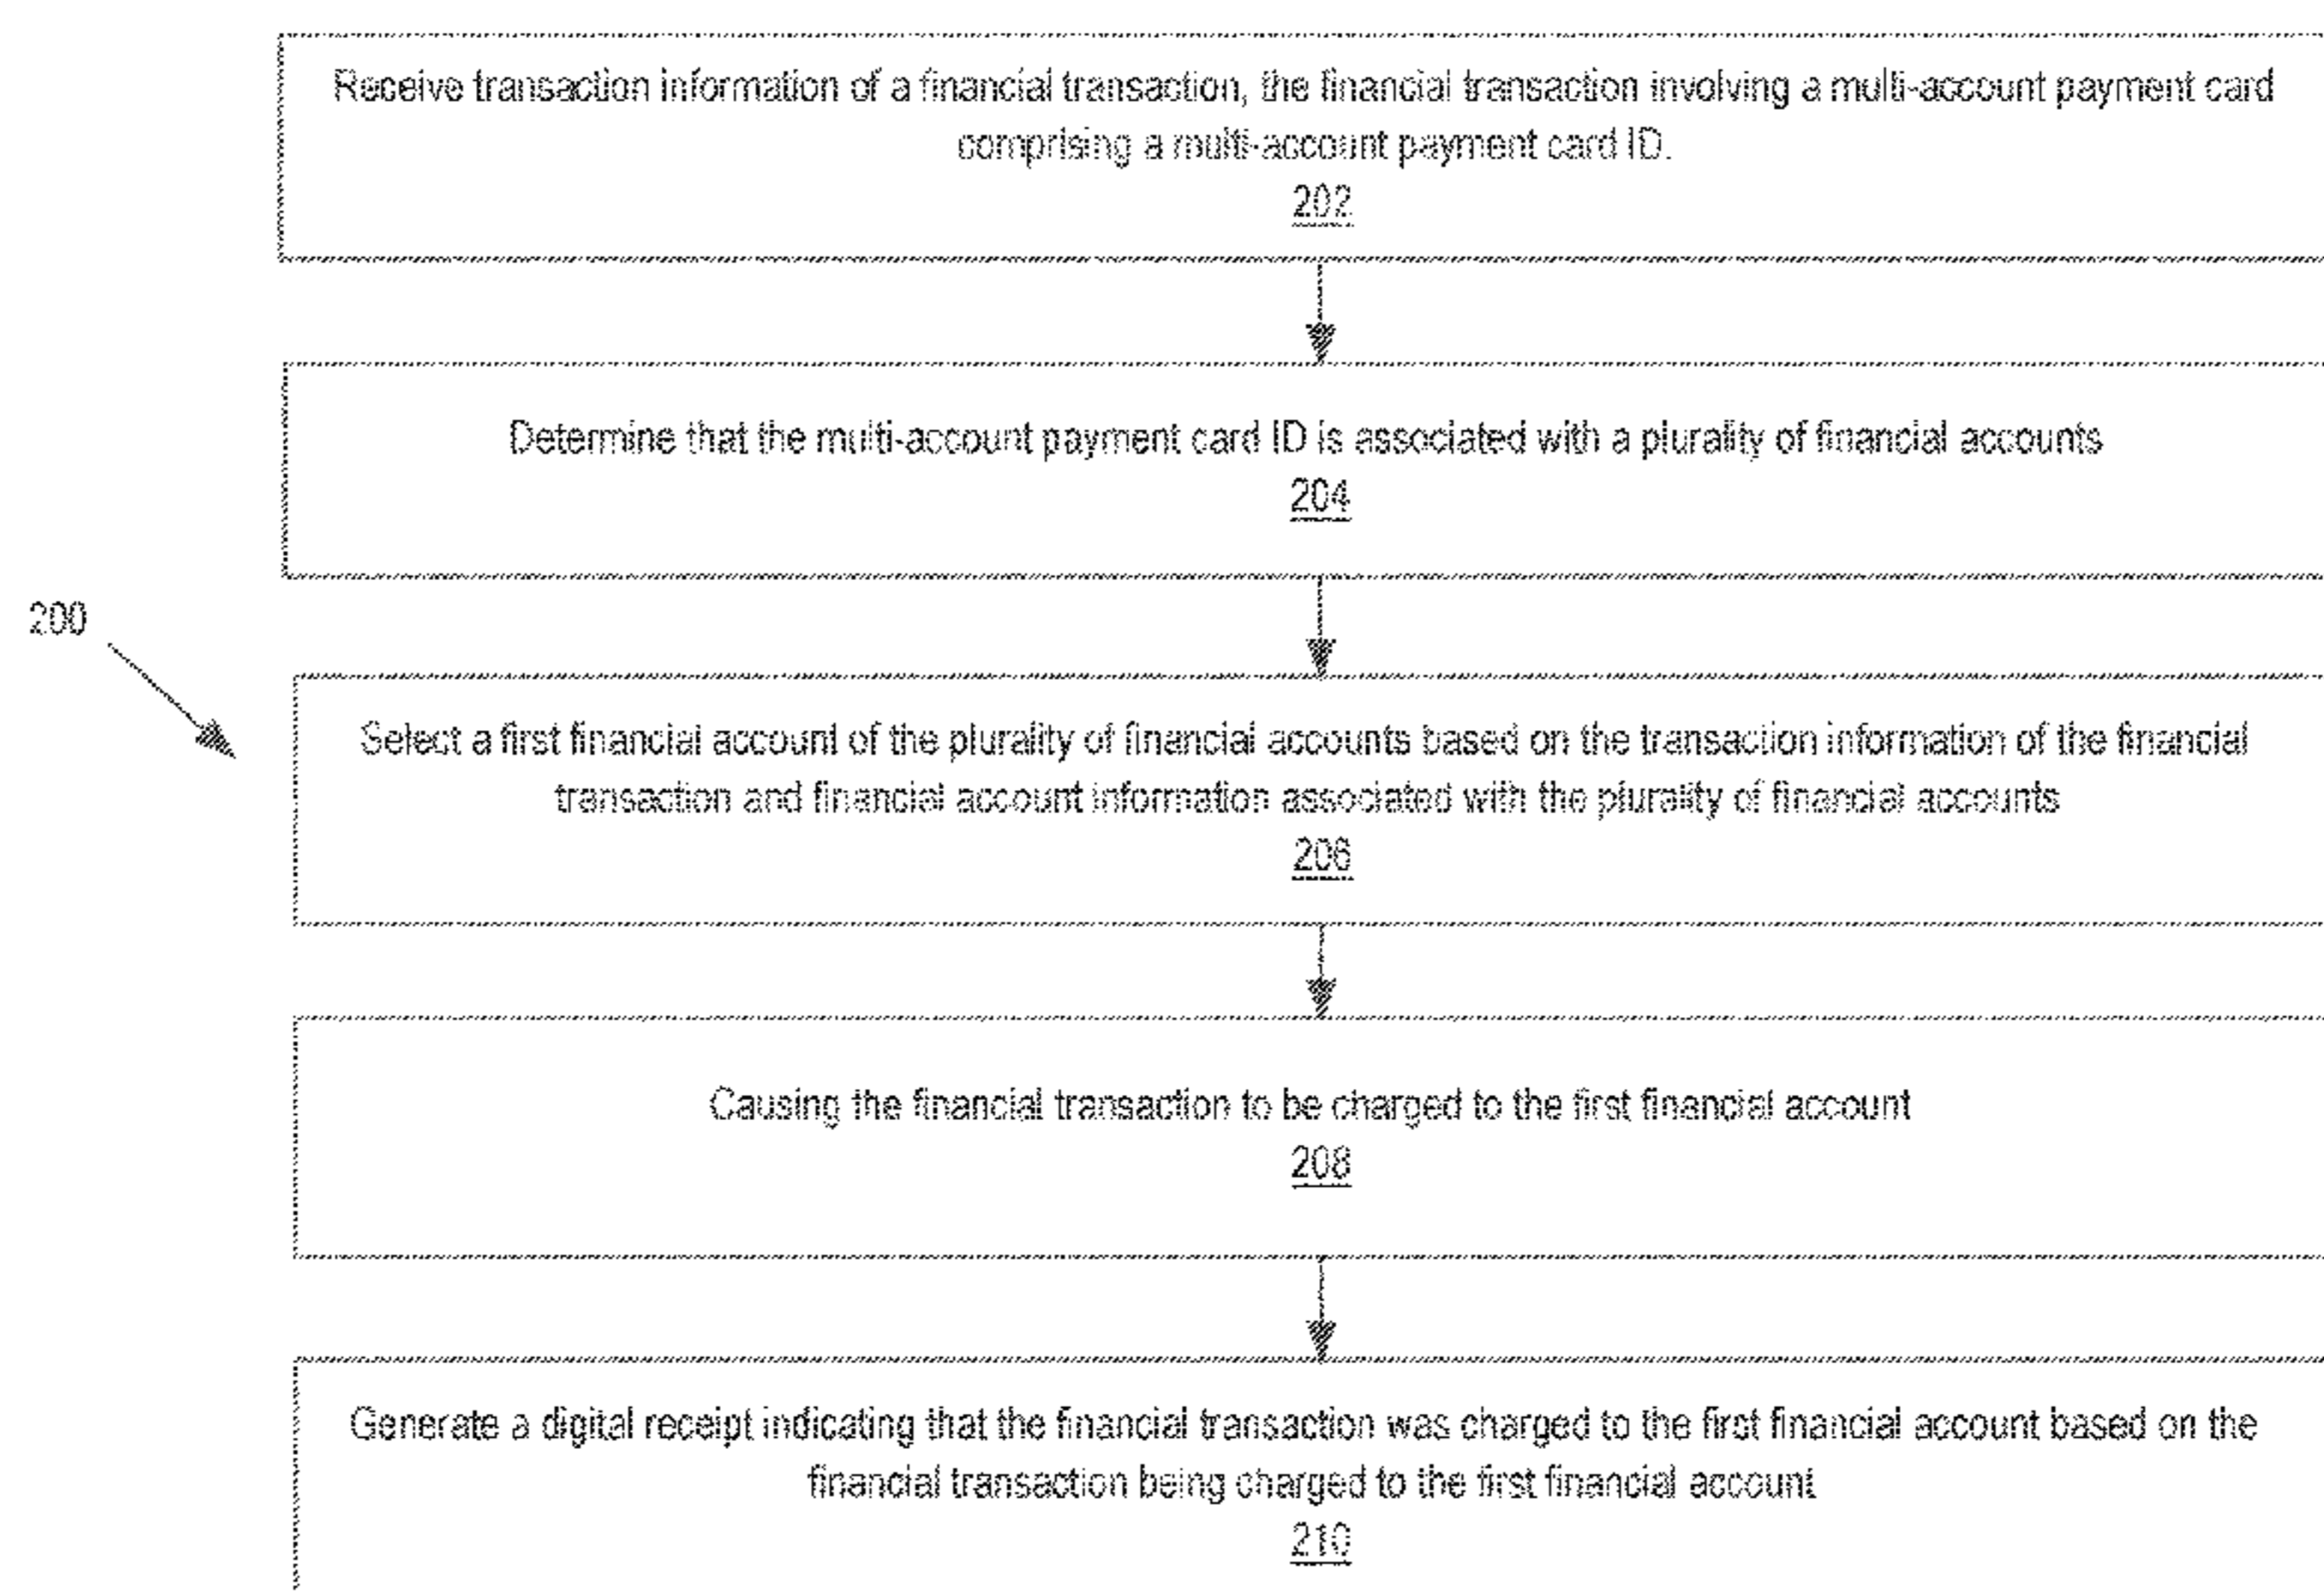 Receive transaction information of a financial transaction, the financial transaction involving a multi-account payment card
comprising a multi-account payment card ID.
202
Determine that the multi-account payment card ID is associated with a plurality of financial accounts
204
200
Select a first financial account of the plurality of financial accounts based on the transaction information of the financial
transaction and financial account information associated with the plurality of financial accounts
206
Causing the financial transaction to be charged to the first financial account
208
Generate a digital receipt indicating that the financial transaction was charged to the first financial account based on the
financial transaction being charged to the first financial account
210